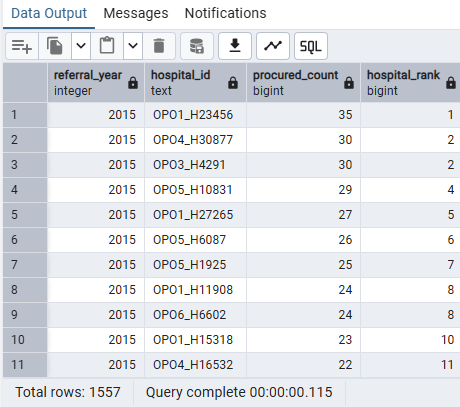 Data Output Messages Notifications
SQL
referral_year integer hospital_id text procured_count bigint hospital_rank bigint
1 2015 OPO1_H23456 35 1
2 2015 OPO4_H30877 30 2
3 2015 OPO3_H4291 30 2
4 2015 OPO5_H10831 29 4
5 2015 OPO1_H27265 27 5
6 2015 OPO5_H6087 26 6
7 2015 OPO5_H1925 25 7
8 2015 OPO1_H11908 24 8
9 2015 OPO6_H6602 24 8
10 2015 OPO1_H15318 23 10
11 2015 OPO4_H16532 22 11
Total rows: 1557 Query complete 00:00:00.115